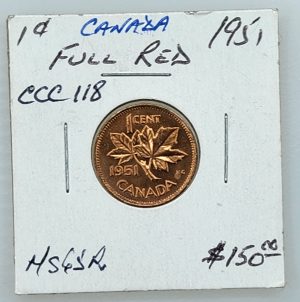 1¢ CANADA 1951
FULL RED
CCC 118
1 CENT
1951
CANADA
MS65R $150.00